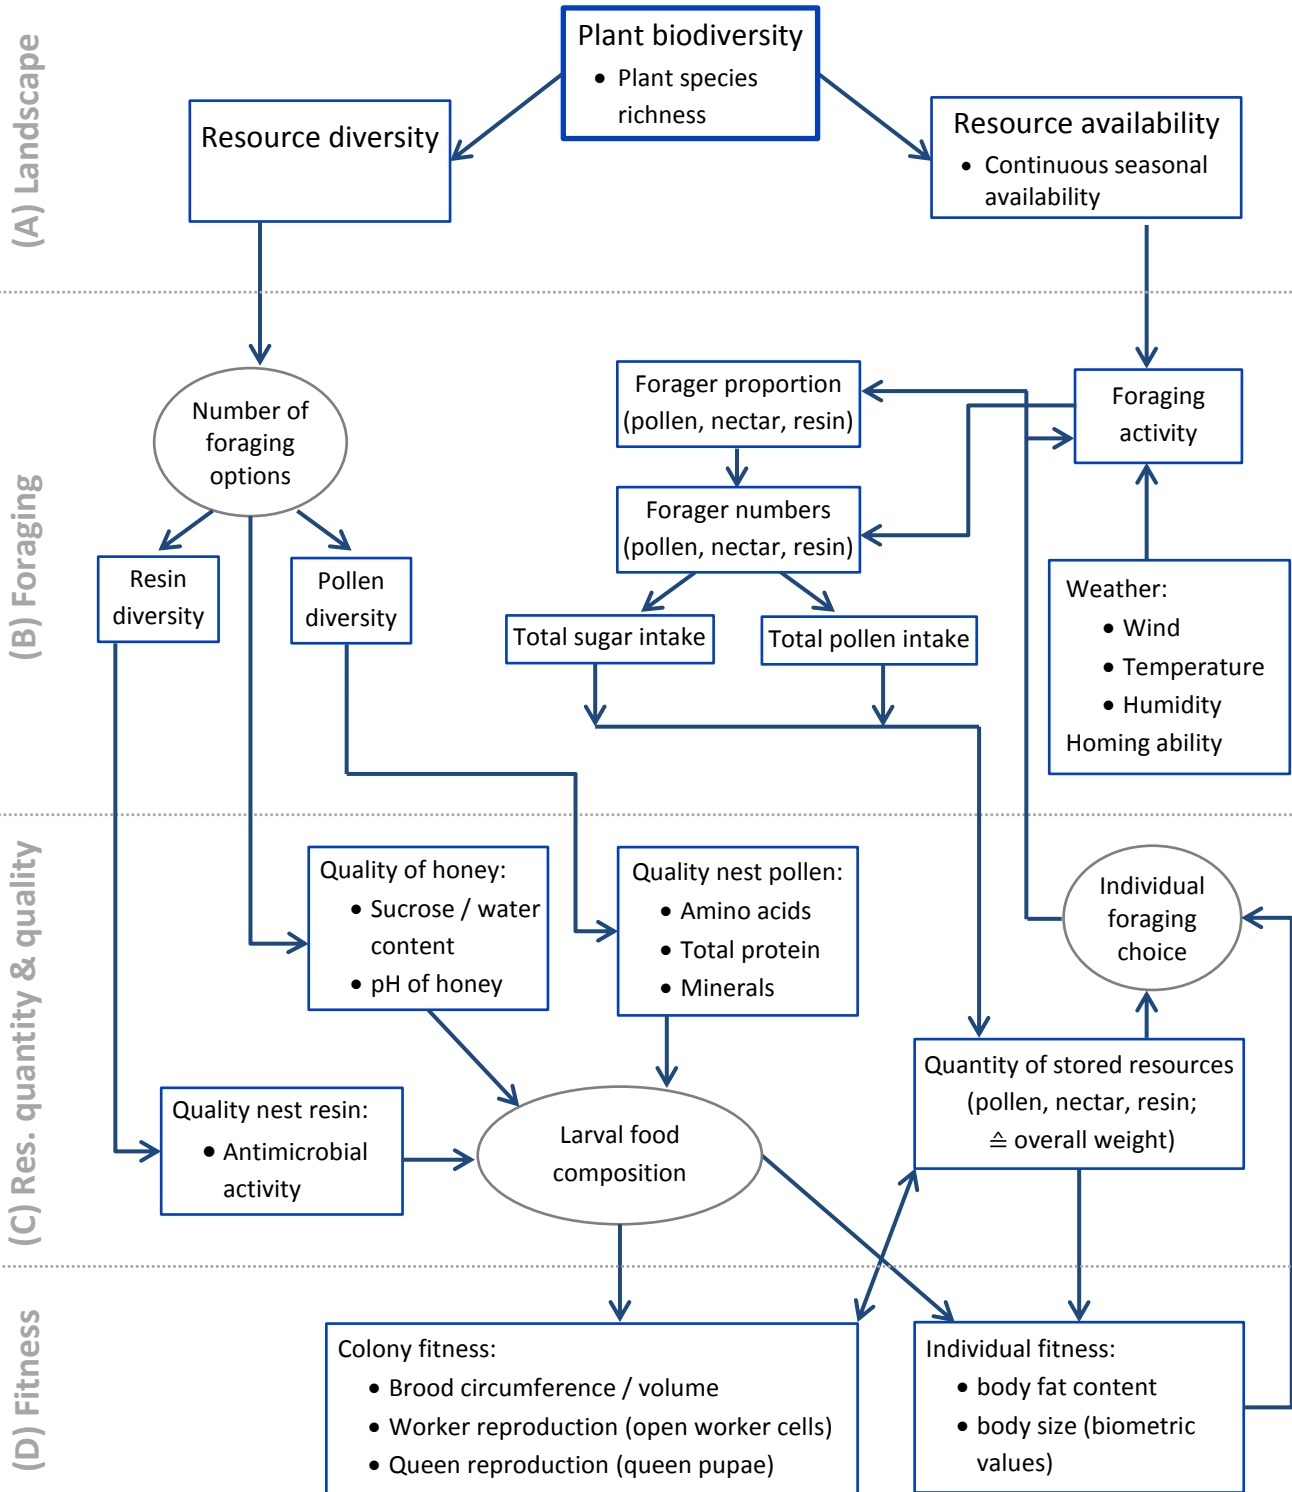 (A) Landscape
Plant biodiversity
• Plant species
richness
Resource diversity
Resource availability
• Continuous seasonal
availability
(B) Foraging
Number of
foraging
options
Forager proportion
(pollen, nectar, resin)
Foraging
activity
Forager numbers
(pollen, nectar, resin)
Resin
diversity
Pollen
diversity
Total sugar intake
Total pollen intake
Weather:
• Wind
• Temperature
• Humidity
Homing ability
(C) Res. quantity & quality
Quality of honey:
• Sucrose / water
content
• pH of honey
Quality nest pollen:
• Amino acids
• Total protein
• Minerals
Individual
foraging
choice
Quality nest resin:
• Antimicrobial
activity
Larval food
composition
Quantity of stored resources
(pollen, nectar, resin;
≙ overall weight)
(D) Fitness
Colony fitness:
• Brood circumference / volume
• Worker reproduction (open worker cells)
• Queen reproduction (queen pupae)
Individual fitness:
• body fat content
• body size (biometric
values)